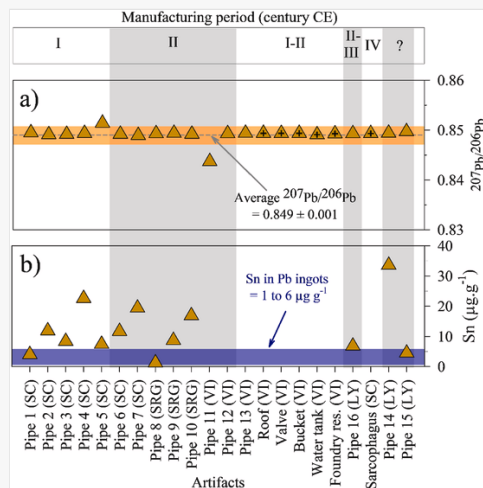 Manufacturing period (century CE)
I
II
I-II
II-
III
IV
?
a)
0.86
0.85
0.84
0.83
²⁰⁷Pb/²⁰⁶Pb
Average ²⁰⁷Pb/²⁰⁶Pb
= 0.849 ± 0.001
b)
40
30
20
10
0
Sn (µg.g⁻¹)
Sn in Pb ingots
= 1 to 6 µg g⁻¹
Pipe 1 (SC)
Pipe 2 (SC)
Pipe 3 (SC)
Pipe 4 (SC)
Pipe 5 (SC)
Pipe 6 (SC)
Pipe 7 (SC)
Pipe 8 (SRG)
Pipe 9 (SRG)
Pipe 10 (SRG)
Pipe 11 (VI)
Pipe 12 (VI)
Pipe 13 (VI)
Roof (VI)
Valve (VI)
Bucket (VI)
Water tank (VI)
Foundry res. (VI)
Pipe 16 (LY)
Sarcophagus (SC)
Pipe 14 (LY)
Pipe 15 (LY)
Artifacts